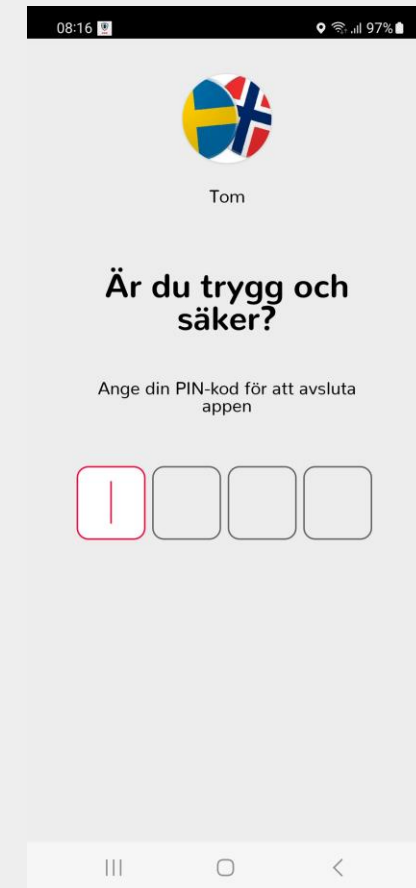 08:16 97%
Tom
Är du trygg och
säker?
Ange din PIN-kod för att avsluta
appen